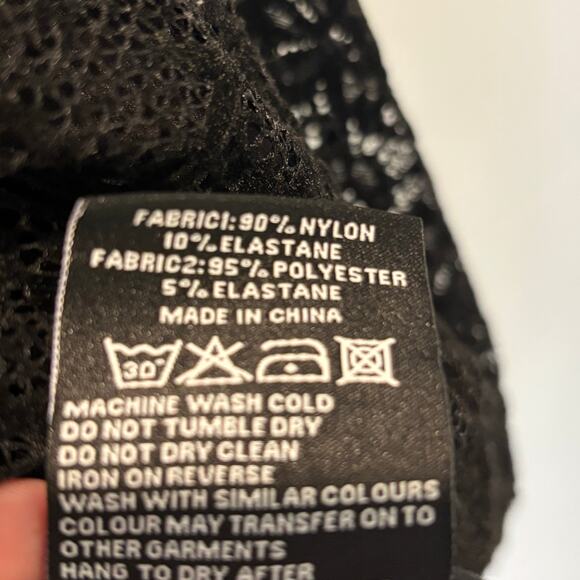 FABRIC1:90% NYLON
10% ELASTANE
FABRIC2:95% POLYESTER
5% ELASTANE
MADE IN CHINA
30°
MACHINE WASH COLD
DO NOT TUMBLE DRY
DO NOT DRY CLEAN
IRON ON REVERSE
WASH WITH SIMILAR COLOURS
COLOUR MAY TRANSFER ON TO
OTHER GARMENTS
HANG TO DRY AFTER